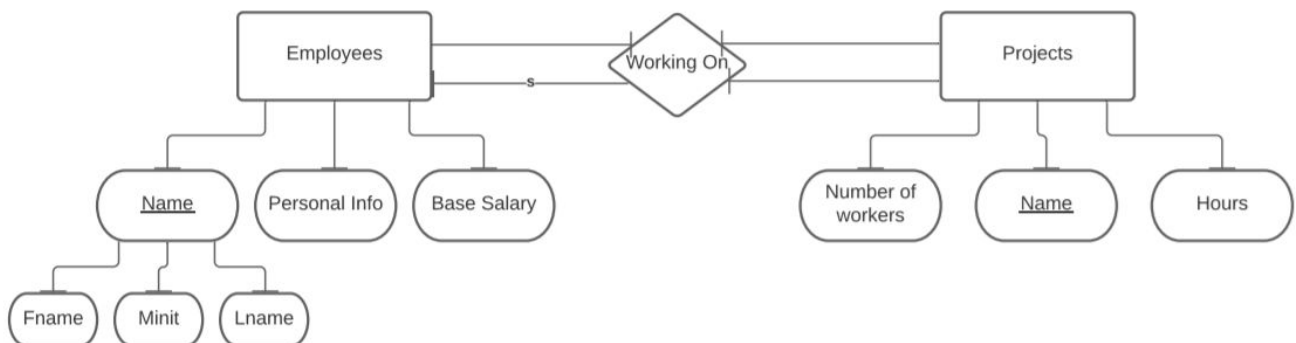 Employees
Working On
Projects
s
Name
Personal Info
Base Salary
Number of
workers
Name
Hours
Fname
Minit
Lname